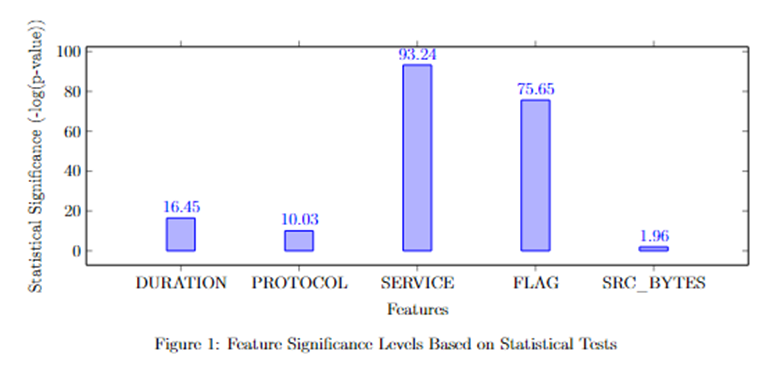 Statistical Significance (-log(p-value))
100
80
60
40
20
0
16.45
10.03
93.24
75.65
1.96
DURATION PROTOCOL SERVICE FLAG SRC_BYTES
Features
Figure 1: Feature Significance Levels Based on Statistical Tests